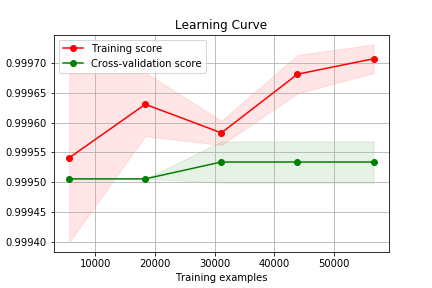 Learning Curve
Training score
Cross-validation score
0.99970
0.99965
0.99960
0.99955
0.99950
0.99945
0.99940
10000 20000 30000 40000 50000
Training examples